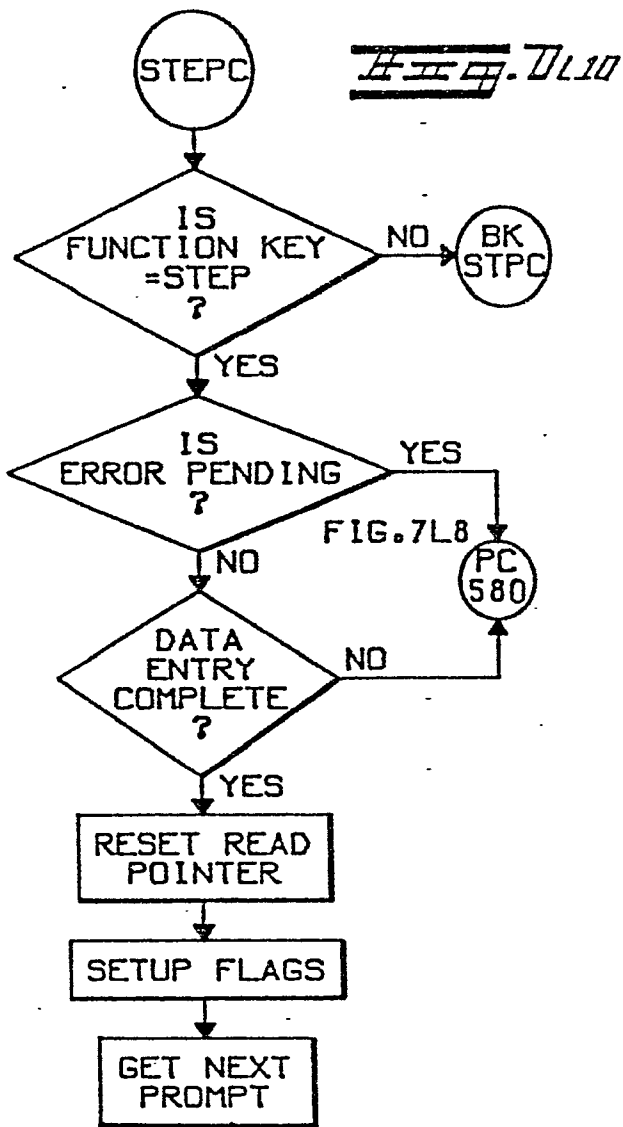 STEPC
Fig. 7L10
IS
FUNCTION KEY
=STEP
?
NO
BK
STPC
YES
IS
ERROR PENDING
?
YES
FIG.7L8
NO
PC
580
DATA
ENTRY
COMPLETE
?
NO
YES
RESET READ
POINTER
SETUP FLAGS
GET NEXT
PROMPT